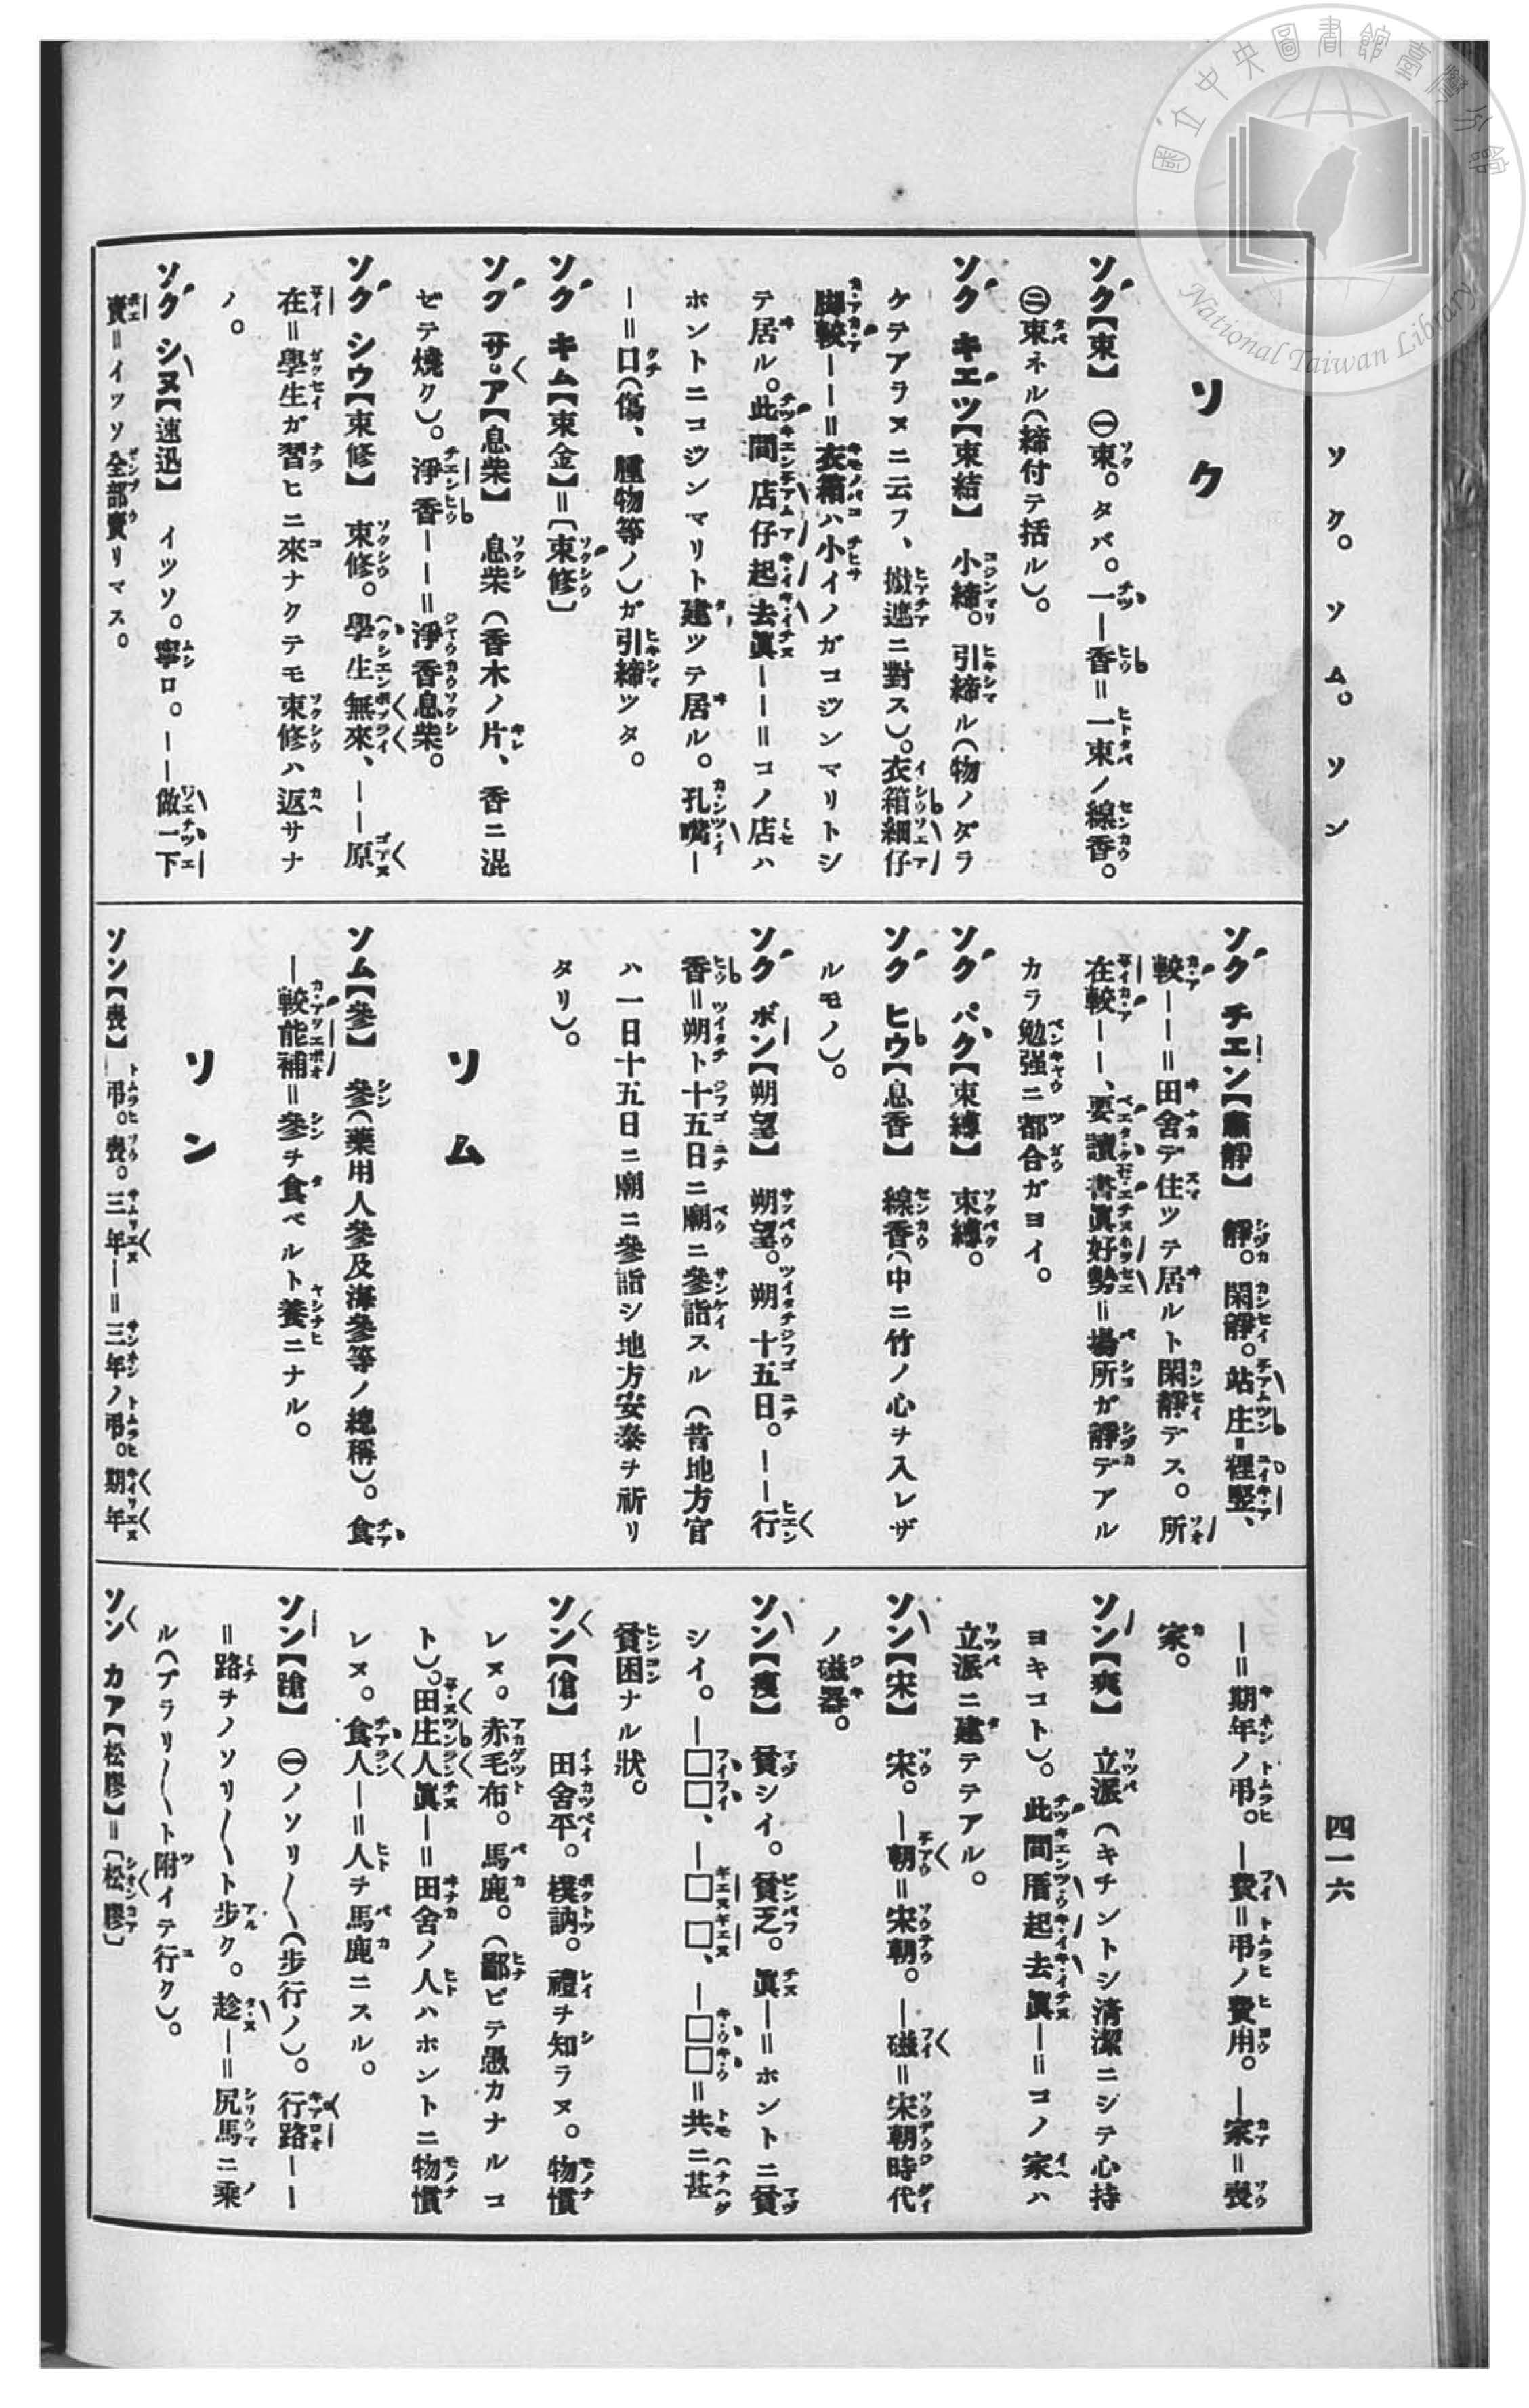 國立中央圖書館臺灣分館
National Taiwan Library
ソク。ソム。ソン
四一六
ソク
ソク【束】 ㊀束。タバ。一―香＝一束ノ線香。
㊁束ネル（締付テ括ル）。
ソク キエツ【束結】 小締。引締ル（物ノダラ
ケテアラヌニ云フ、撇遮ニ對ス）。衣箱細仔
脚較――＝衣箱ハ小イノガコヂンマリトシ
テ居ル。此間店仔起去眞――＝コノ店ハ
ホントニコヂンマリト建ツテ居ル。孔嘴―
―＝口（傷、腫物等ノ）ガ引締ツタ。
ソク キム【束金】＝〔束修〕
ソク サア【息柴】 息柴（香木ノ片、香ニ混
ゼテ燒ク）。淨香――＝淨香息柴。
ソク シウ【束修】 束修。學生無來、――原
在＝學生ガ習ヒニ來ナクテモ束修ハ返サナ
ノ。
ソク シヌ【速迅】 イツソ。寧ロ。――做一下
賣＝イツソ全部賣リマス。
ソク チエン【肅靜】 靜。閑靜。站庄裡竪、
較――＝田舍デ住ツテ居ルト閑靜デス。所
在較――、要讀書眞好勢＝場所ガ靜デアル
カラ勉强ニ都合ガヨイ。
ソク パク【束縛】 束縛。
ソク ヒウ【息香】 線香（中ニ竹ノ心チ入レザ
ルモノ）。
ソク ボン【朔望】 朔望。朔十五日。――行
香＝朔ト十五日ニ廟ニ參詣スル（昔地方官
ハ一日十五日ニ廟ニ參詣シ地方安泰チ祈リ
タリ）。
ソム
ソム【參】 參（藥用人參及海參等ノ總稱）。食
―較能補＝參チ食ベルト養ニナル。
ソン
ソン【喪】 弔。喪。三年―＝三年ノ弔。期年
―＝期年ノ弔。―費＝弔ノ費用。―家＝喪
家。
ソン【爽】 立派（キチントシ清潔ニシテ心持
ヨキコト）。此間厝起去眞―＝コノ家ハ
立派ニ建テテアル。
ソン【宋】 宋。―朝＝宋朝。―磁＝宋朝時代
ノ磁器。
ソン【瘦】 貧シイ。貧乏。眞―＝ホントニ貧
シイ。―□□、―□□、―□□＝共ニ甚
貧困ナル狀。
ソン【傖】 田舍平。樸訥。禮チ知ラヌ。物慣
レヌ。赤毛布。馬鹿。（鄙ビテ愚カナルコ
ト）。田庄人眞―＝田舍ノ人ハホントニ物慣
レヌ。食人―＝人チ馬鹿ニスル。
ソン【蹌】 ㊀ノソリ〱（步行ノ）。行路――
＝路チノソリ〱ト步ク。趁―＝尻馬ニ乘
ル（ブラリ〱ト附イテ行ク）。
ソン カア【松膠】＝〔松膠〕